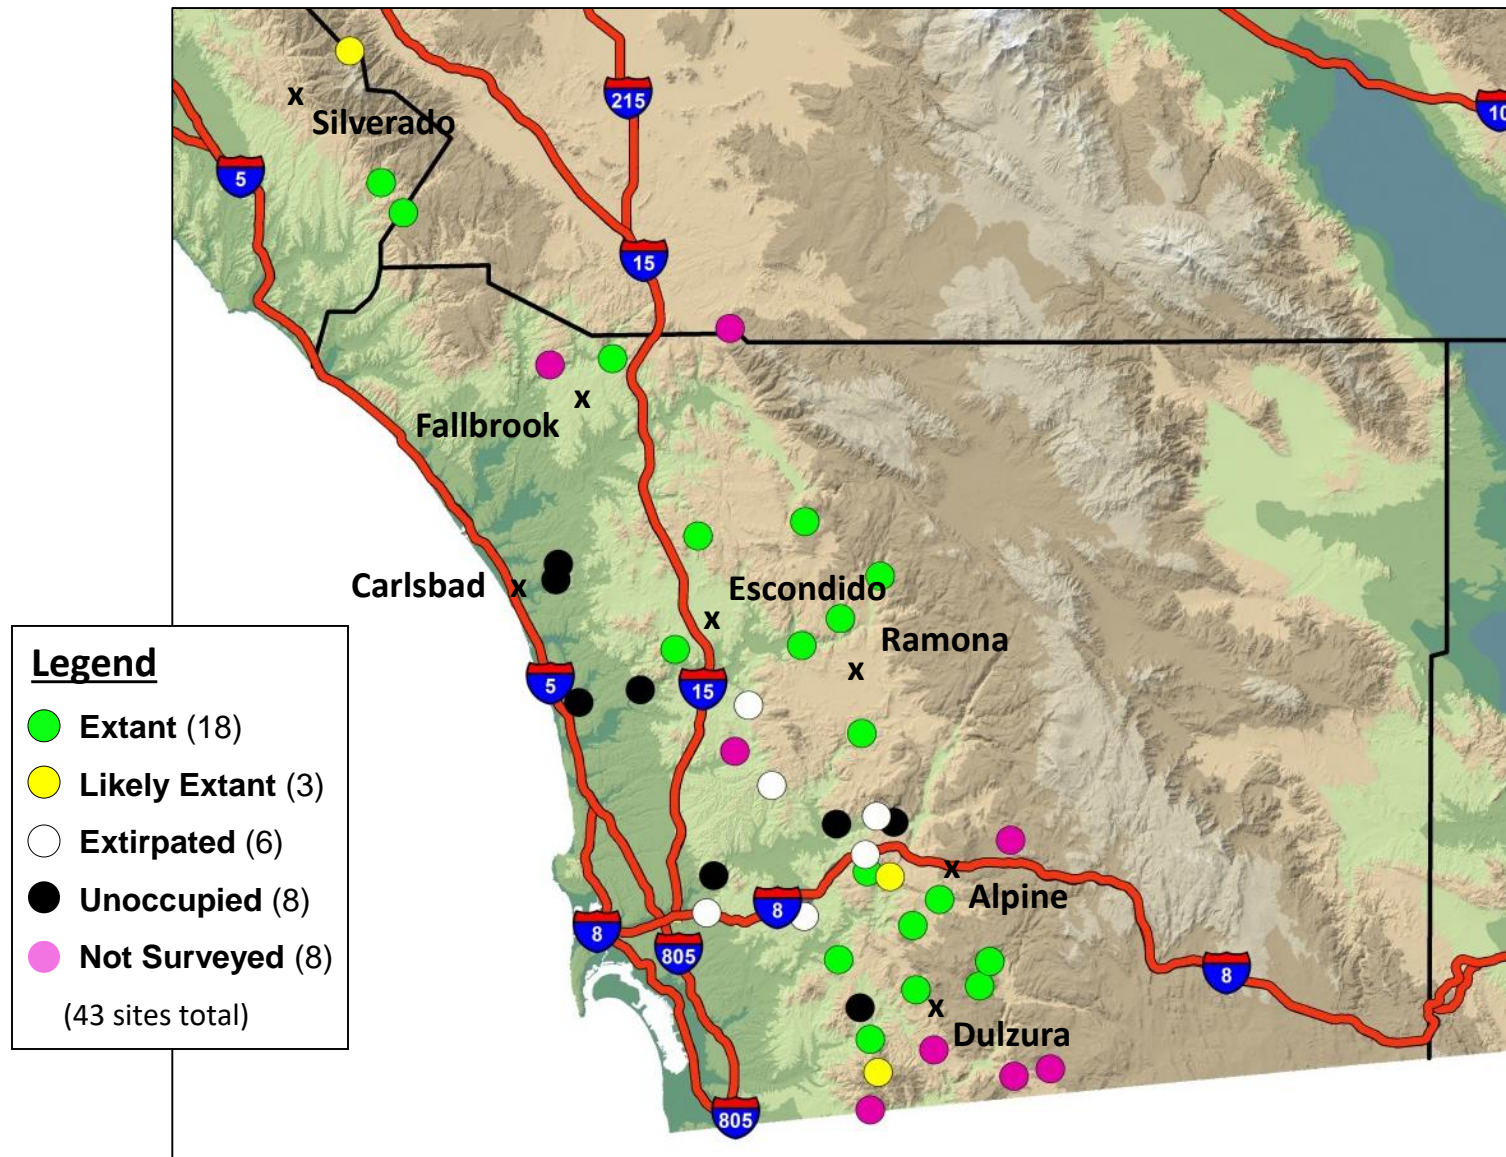 215
10
x
Silverado
5
15
x
Fallbrook
Carlsbad x
Escondido
x
Ramona
x
5
15
Legend
Extant (18)
Likely Extant (3)
Extirpated (6)
Unoccupied (8)
Not Surveyed (8)
(43 sites total)
x
Alpine
8
8
805
8
x
Dulzura
805